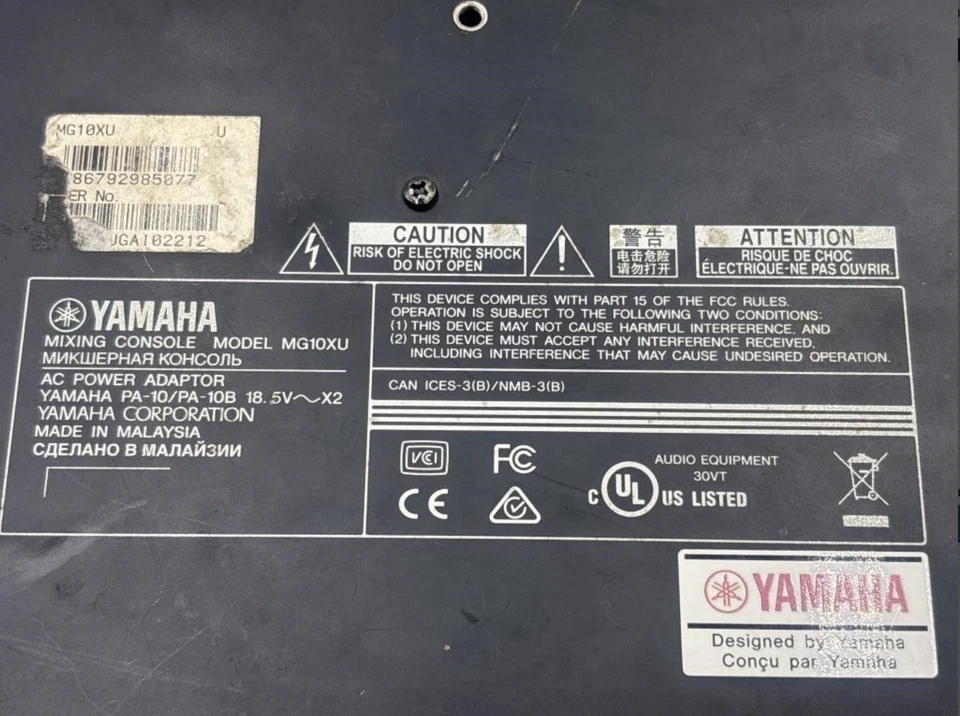 MG10XU U
86792985077
ER No.
JGAI02212
CAUTION
RISK OF ELECTRIC SHOCK
DO NOT OPEN
警告
电击危险
请勿打开
ATTENTION
RISQUE DE CHOC
ÉLECTRIQUE-NE PAS OUVRIR.
YAMAHA
MIXING CONSOLE MODEL MG10XU
МИКШЕРНАЯ КОНСОЛЬ
AC POWER ADAPTOR
YAMAHA PA-10/PA-10B 18.5V～X2
YAMAHA CORPORATION
MADE IN MALAYSIA
СДЕЛАНО В МАЛАЙЗИИ
THIS DEVICE COMPLIES WITH PART 15 OF THE FCC RULES.
OPERATION IS SUBJECT TO THE FOLLOWING TWO CONDITIONS:
(1) THIS DEVICE MAY NOT CAUSE HARMFUL INTERFERENCE, AND
(2) THIS DEVICE MUST ACCEPT ANY INTERFERENCE RECEIVED,
INCLUDING INTERFERENCE THAT MAY CAUSE UNDESIRED OPERATION.
CAN ICES-3(B)/NMB-3(B)
VCI FC
CE
C UL US LISTED
AUDIO EQUIPMENT
30VT
YAMAHA
Designed by Yamaha
Conçu par Yamaha